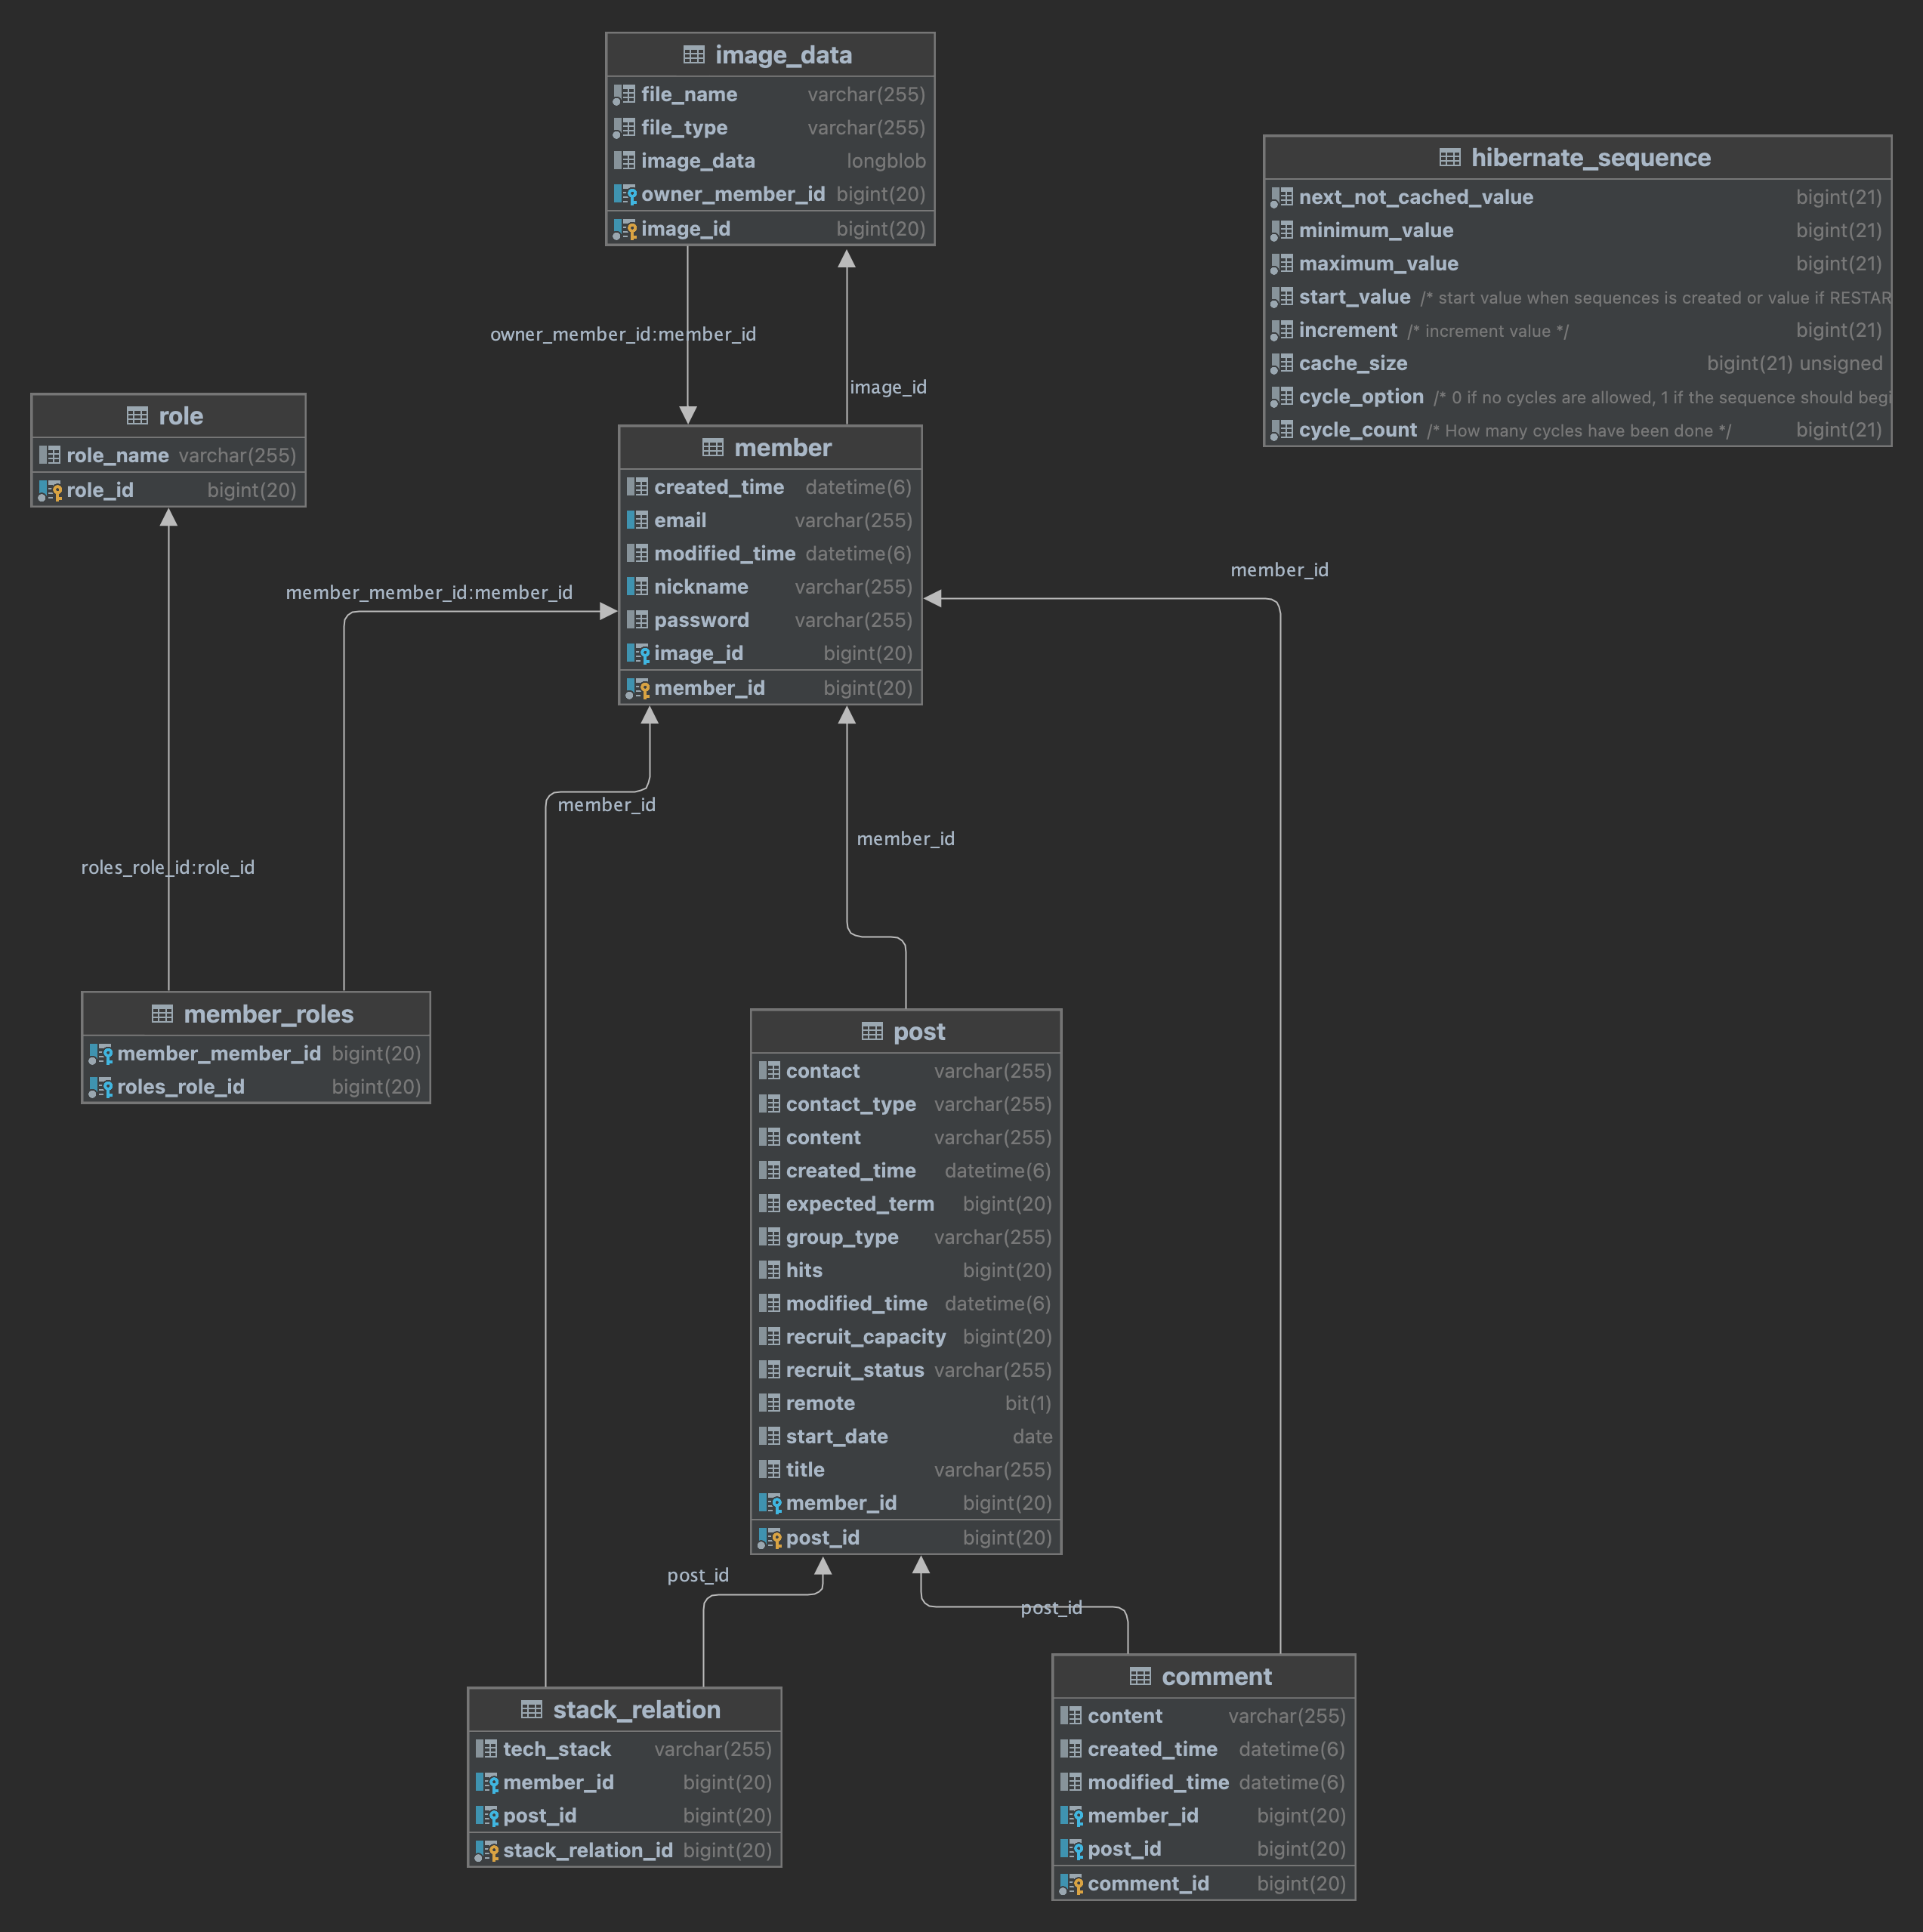 image_data
file_name varchar(255)
file_type varchar(255)
image_data longblob
owner_member_id bigint(20)
image_id bigint(20)
hibernate_sequence
next_not_cached_value bigint(21)
minimum_value bigint(21)
maximum_value bigint(21)
start_value /* start value when sequences is created or value if RESTAR
increment /* increment value */ bigint(21)
cache_size bigint(21) unsigned
cycle_option /* 0 if no cycles are allowed, 1 if the sequence should begi
cycle_count /* How many cycles have been done */ bigint(21)
owner_member_id:member_id
image_id
role
role_name varchar(255)
role_id bigint(20)
member
created_time datetime(6)
email varchar(255)
modified_time datetime(6)
nickname varchar(255)
password varchar(255)
image_id bigint(20)
member_id bigint(20)
member_member_id:member_id
member_id
member_id
member_id
roles_role_id:role_id
member_roles
member_member_id bigint(20)
roles_role_id bigint(20)
post
contact varchar(255)
contact_type varchar(255)
content varchar(255)
created_time datetime(6)
expected_term bigint(20)
group_type varchar(255)
hits bigint(20)
modified_time datetime(6)
recruit_capacity bigint(20)
recruit_status varchar(255)
remote bit(1)
start_date date
title varchar(255)
member_id bigint(20)
post_id bigint(20)
post_id
post_id
stack_relation
tech_stack varchar(255)
member_id bigint(20)
post_id bigint(20)
stack_relation_id bigint(20)
comment
content varchar(255)
created_time datetime(6)
modified_time datetime(6)
member_id bigint(20)
post_id bigint(20)
comment_id bigint(20)